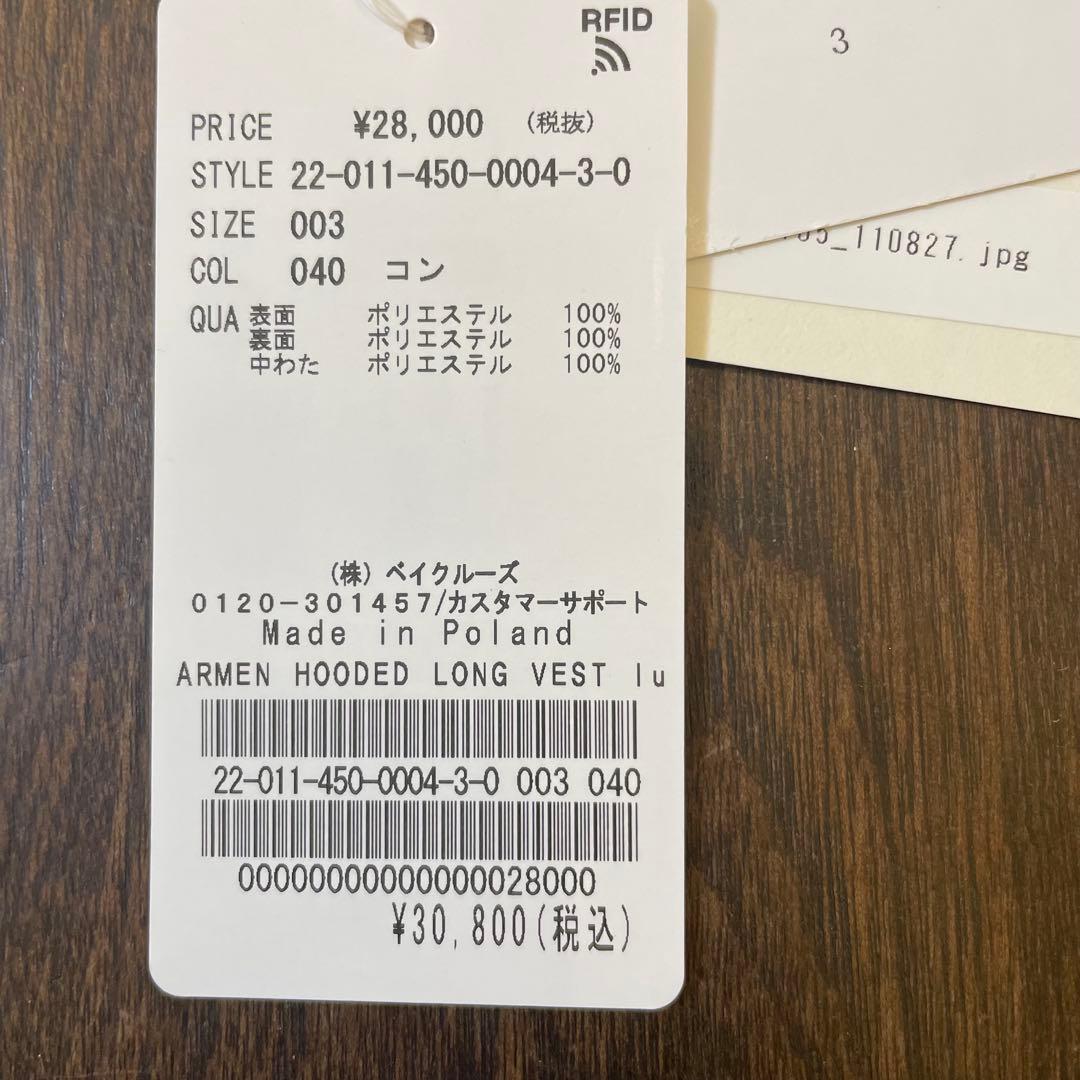 RFID
3
PRICE ¥28,000 (税抜)
STYLE 22-011-450-0004-3-0
SIZE 003
COL 040 コン
QUA 表面 ポリエステル 100%
裏面 ポリエステル 100%
中わた ポリエステル 100%
_110827.jpg
(株) ベイクルーズ
0120-301457/カスタマーサポート
Made in Poland
ARMEN HOODED LONG VEST lu
22-011-450-0004-3-0 003 040
000000000000000028000
¥30,800(税込)